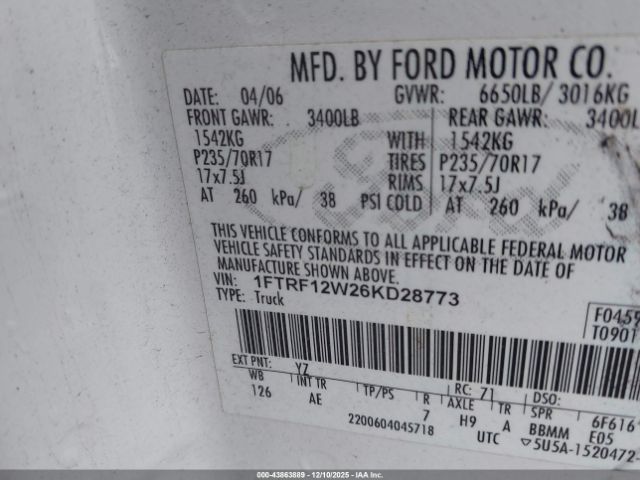 MFD. BY FORD MOTOR CO.
DATE: 04/06 GVWR: 6650LB/ 3016KG
FRONT GAWR: 3400LB REAR GAWR: 3400L
1542KG WITH 1542KG
P235/70R17 TIRES P235/70R17
17x7.5J RIMS 17x7.5J
AT 260 kPa/ 38 PSI COLD AT 260 kPa/ 38
THIS VEHICLE CONFORMS TO ALL APPLICABLE FEDERAL MOTOR
VEHICLE SAFETY STANDARDS IN EFFECT ON THE DATE OF
MANUFACTURE SHOWN ABOVE.
VIN: 1FTRF12W26KD28773
TYPE: Truck
F0459
T0901
EXT PNT: YZ RC: 71 DSO:
WB INT TR TP/PS R AXLE TR SPR 6F616
126 AE 7 H9 A BBMM E05
2200604045718 UTC ▽5U5A-1520472-
00-43863889 - 12/10/2025 - COPYRIGHT IAA, LLC.